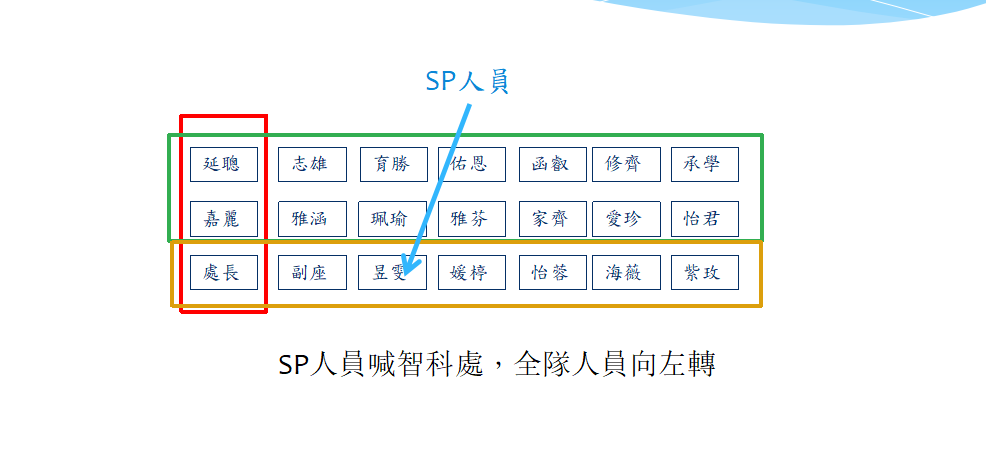 SP人員
延聰 志雄 育勝 佑恩 函叡 修齊 承學
嘉麗 雅涵 珮瑜 雅芬 家齊 愛珍 怡君
處長 副座 昱雯 媛楟 怡蓉 海薇 紫玫
SP人員喊智科處，全隊人員向左轉